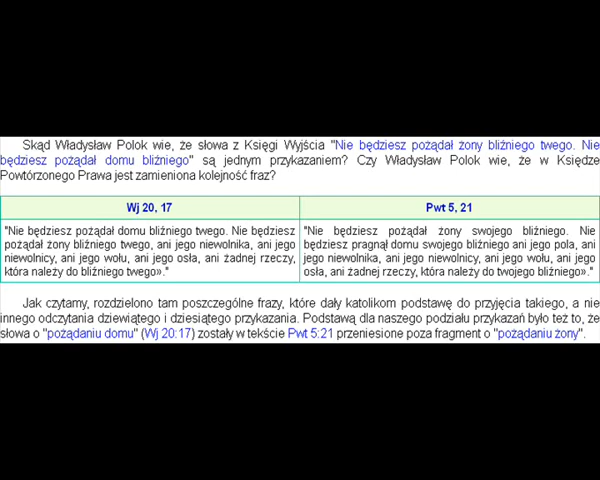 Skąd Władysław Polok wie, że słowa z Księgi Wyjścia "Nie będziesz pożądał żony bliźniego twego. Nie
będziesz pożądał domu bliźniego" są jednym przykazaniem? Czy Władysław Polok wie, że w Księdze
Powtórzonego Prawa jest zamieniona kolejność fraz?
Wj 20, 17
"Nie będziesz pożądał domu bliźniego twego. Nie będziesz
pożądał żony bliźniego twego, ani jego niewolnika, ani jego
niewolnicy, ani jego wołu, ani jego osła, ani żadnej rzeczy,
która należy do bliźniego twego»."
Pwt 5, 21
"Nie będziesz pożądał żony swojego bliźniego. Nie
będziesz pragnął domu swojego bliźniego ani jego pola, ani
jego niewolnika, ani jego niewolnicy, ani jego wołu, ani jego
osła, ani żadnej rzeczy, która należy do twojego bliźniego»."
Jak czytamy, rozdzielono tam poszczególne frazy, które dały katolikom podstawę do przyjęcia takiego, a nie
innego odczytania dziewiątego i dziesiątego przykazania. Podstawą dla naszego podziału przykazań było też to, że
słowa o "pożądaniu domu" (Wj 20:17) zostały w tekście Pwt 5:21 przeniesione poza fragment o "pożądaniu żony".